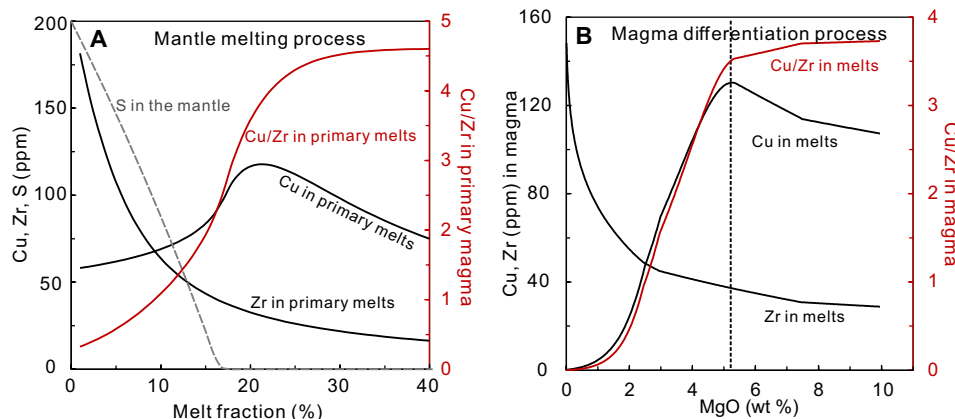 A
Mantle melting process
S in the mantle
Cu/Zr in primary melts
Cu in primary melts
Zr in primary melts
Cu, Zr, S (ppm)
200
150
100
50
0
0
10
20
30
40
Melt fraction (%)
5
4
3
2
1
0
Cu/Zr in primary
magma
B
Magma differentiation process
Cu/Zr in melts
Cu in melts
Zr in melts
Cu, Zr (ppm) in magma
160
120
80
40
0
0
2
4
6
8
10
MgO (wt %)
4
3
2
1
0
Cu/Zr in magma